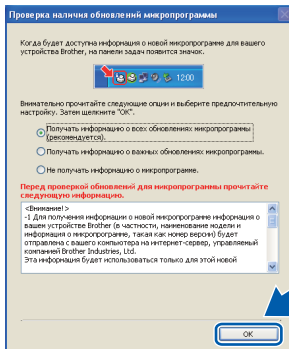 Проверка наличия обновлений микропрограммы
Когда будет доступна информация о новой микропрограмме для вашего
устройства Brother, на панели задач появится значок.
12:00
Внимательно прочитайте следующие опции и выберите предпочтительную
настройку. Затем щелкните "ОК".
Получать информацию о всех обновлениях микропрограммы
(рекомендуется).
Получать информацию о важных обновлениях микропрограммы.
Не получать информацию о микропрограмме.
Перед проверкой обновлений для микропрограммы прочитайте
следующую информацию.
<Внимание! >
-1 Для получения информации о новой микропрограмме информация о
вашем устройстве Brother (в частности, наименование модели и
информация о микропрограмме, такая как номер версии) будет
отправлена с вашего компьютера на интернет-сервер, управляемый
компанией Brother Industries, Ltd.
Эта информация будет использоваться только для этой новой
OK